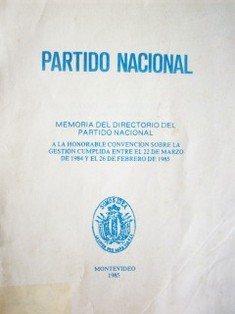 PARTIDO NACIONAL
MEMORIA DEL DIRECTORIO DEL
PARTIDO NACIONAL
A LA HONORABLE CONVENCION SOBRE LA
GESTION CUMPLIDA ENTRE EL 22 DE MARZO
DE 1984 Y EL 26 DE FEBRERO DE 1985
MONTEVIDEO